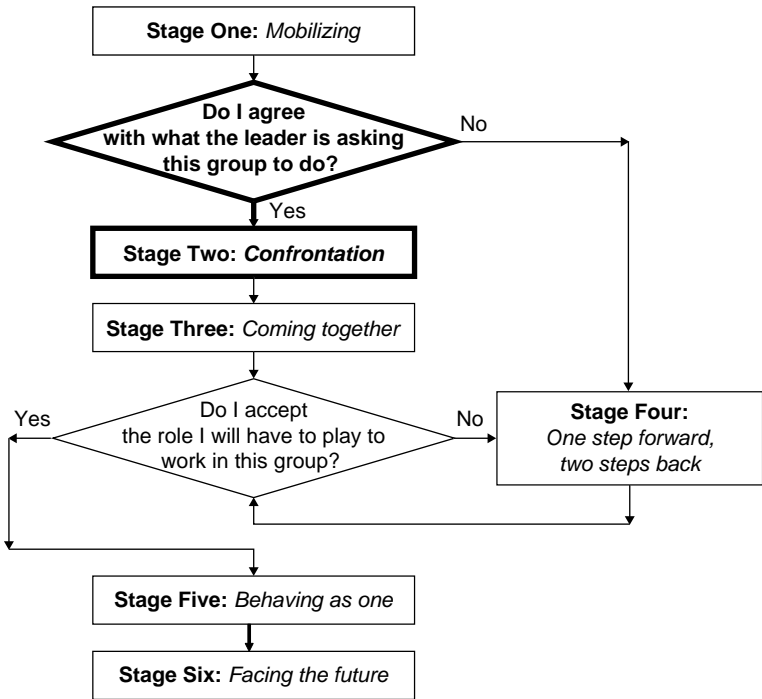 Stage One: Mobilizing
Do I agree
with what the leader is asking
this group to do?
No
Yes
Stage Two: Confrontation
Stage Three: Coming together
Yes
Do I accept
the role I will have to play to
work in this group?
No
Stage Four:
One step forward,
two steps back
Stage Five: Behaving as one
Stage Six: Facing the future